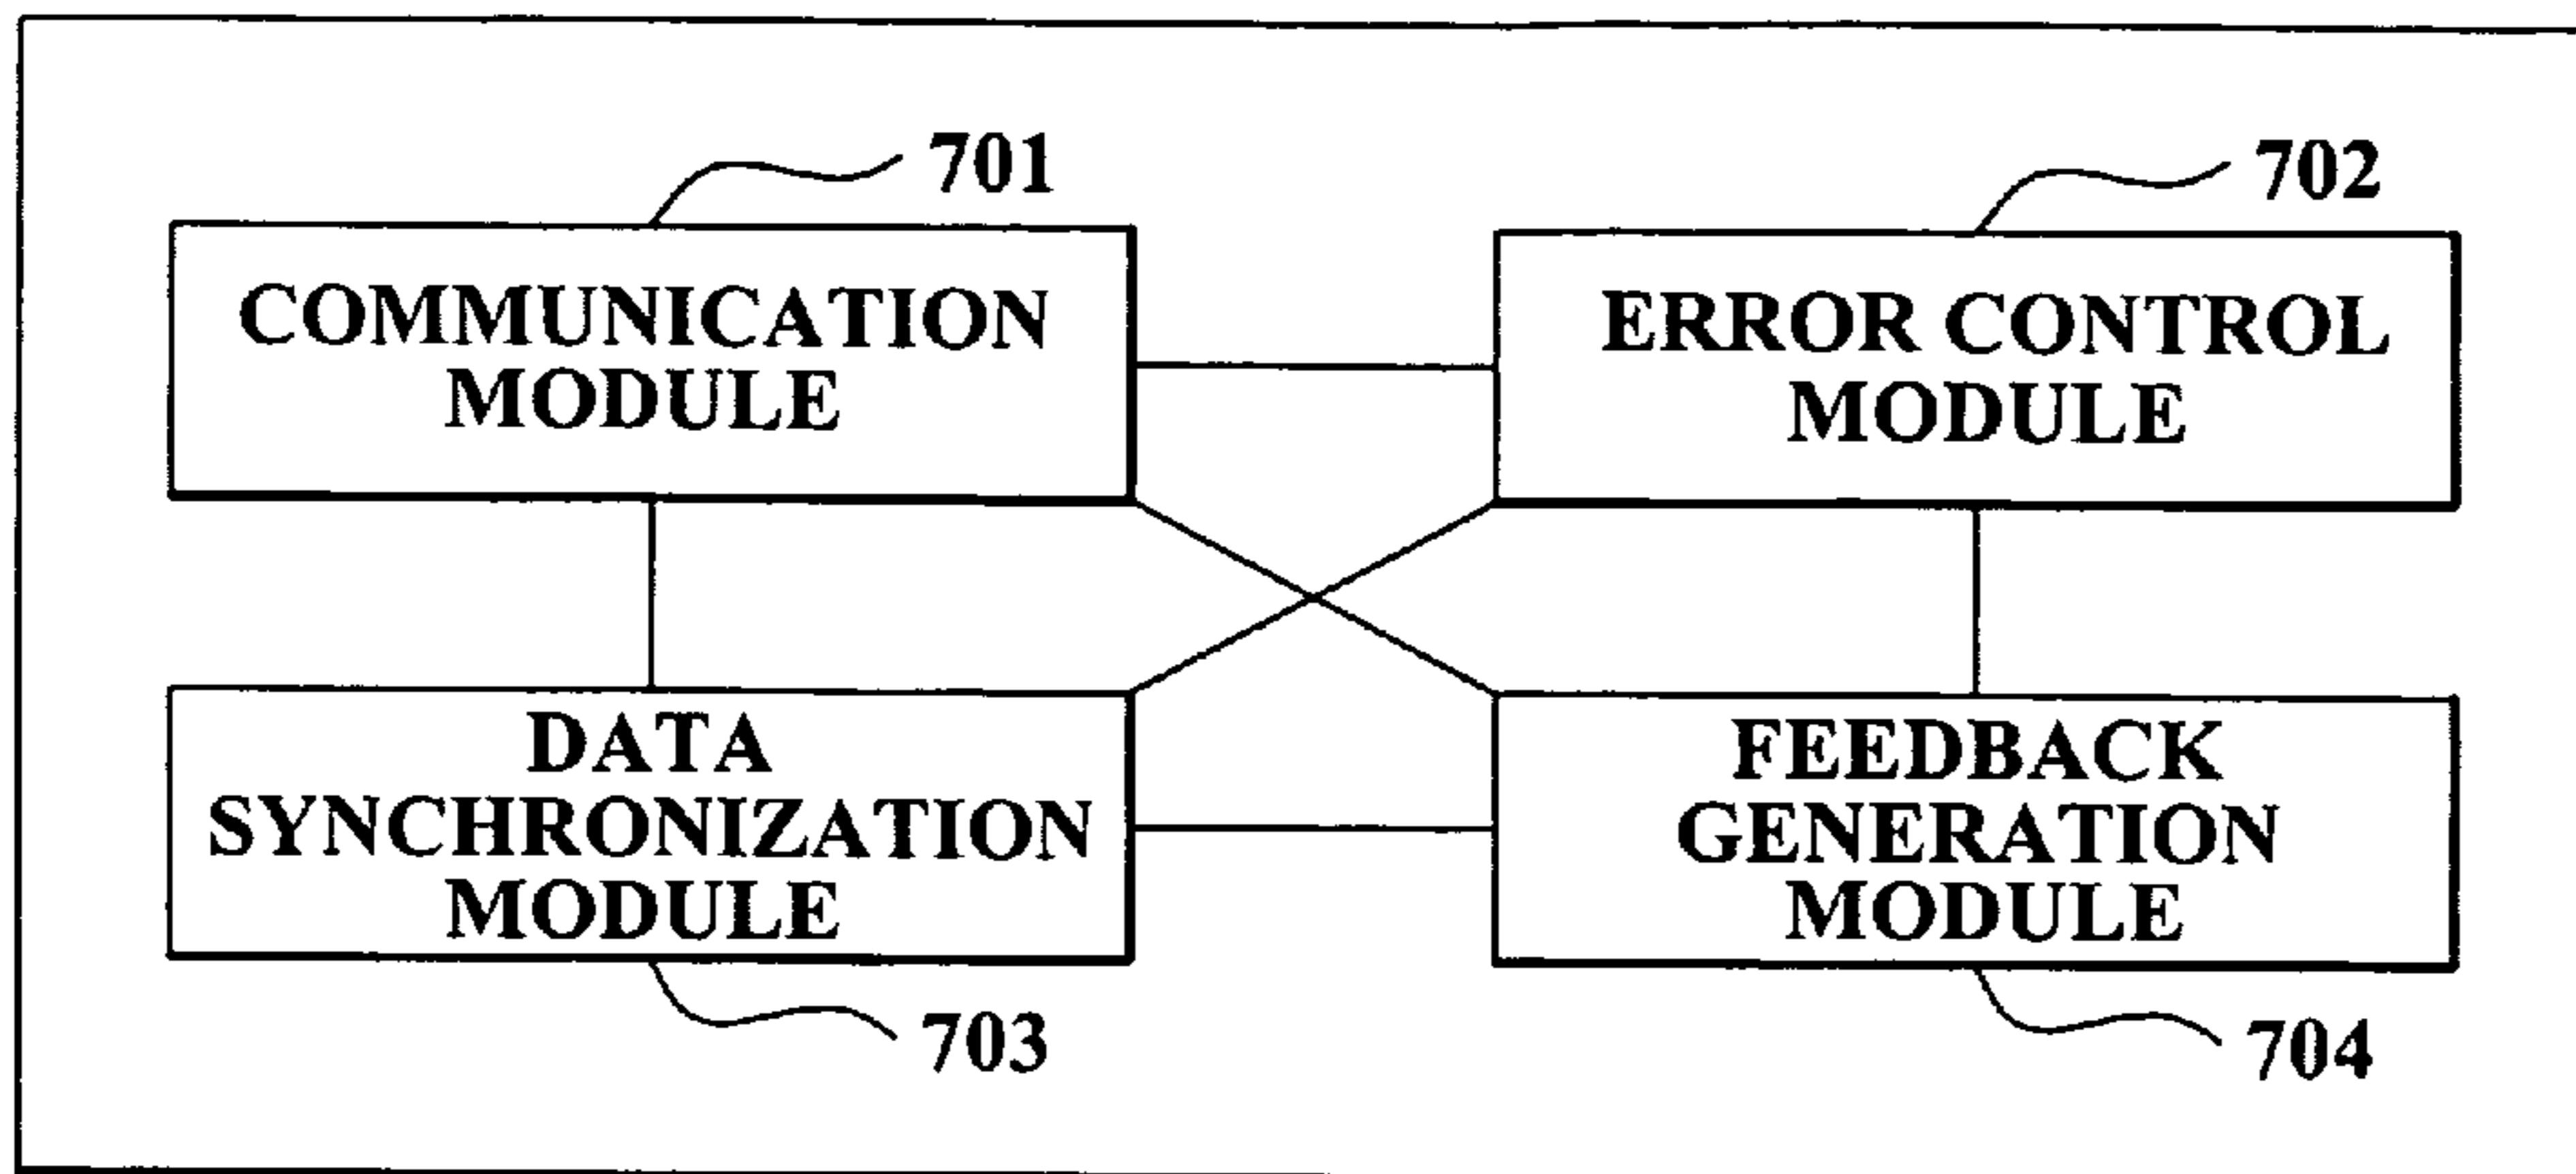 701
702
COMMUNICATION
MODULE
ERROR CONTROL
MODULE
DATA
SYNCHRONIZATION
MODULE
FEEDBACK
GENERATION
MODULE
703
704